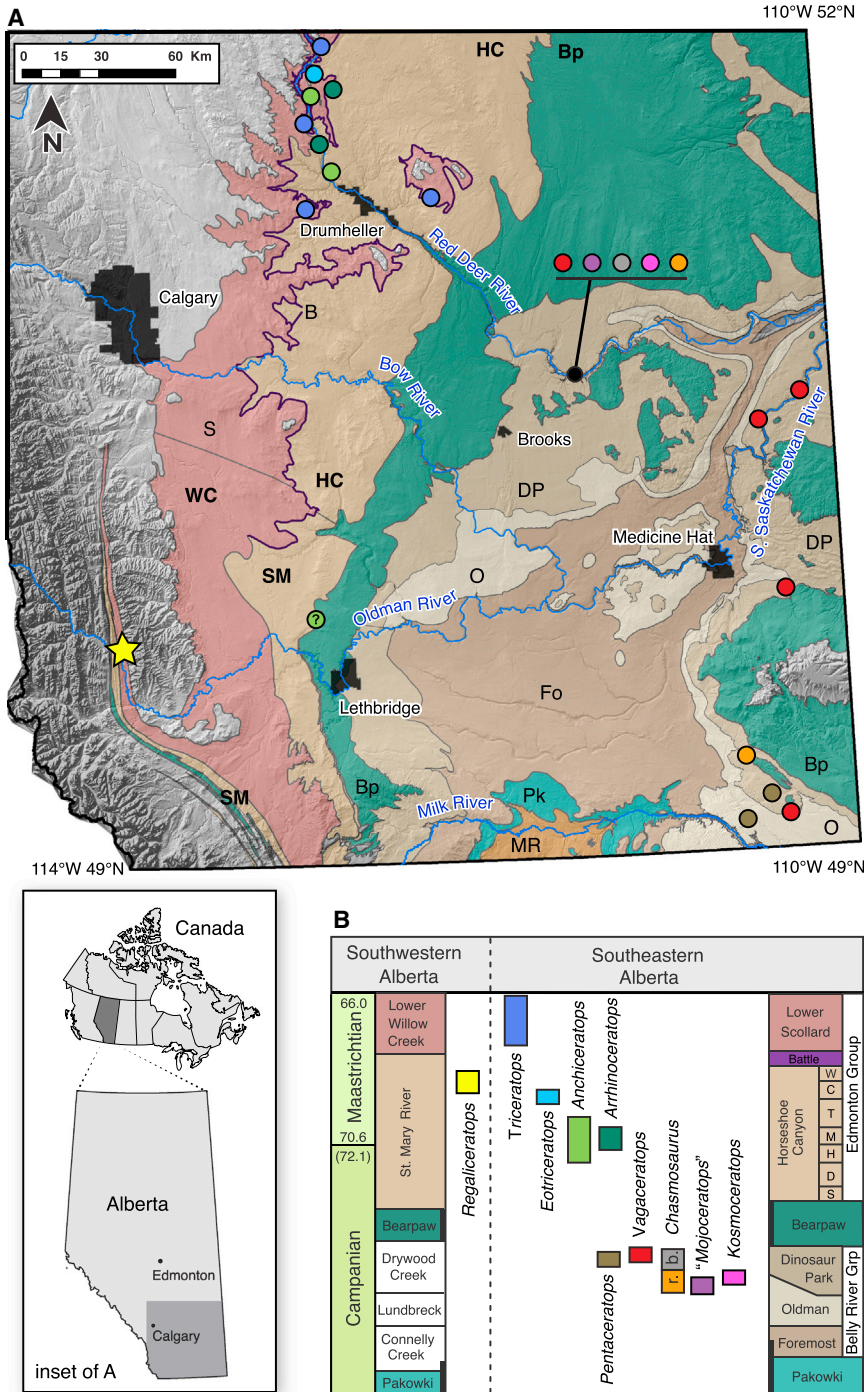 A
110°W 52°N
0 15 30 60 Km
N
HC
Bp
Drumheller
Red Deer River
Calgary
B
Bow River
S
Brooks
S. Saskatchewan River
WC
HC
DP
Medicine Hat
DP
SM
O
?
Oldman River
Fo
Lethbridge
Bp
Bp
SM
Milk River
Pk
MR
O
114°W 49°N
110°W 49°N
Canada
Alberta
Edmonton
Calgary
inset of A
B
Southwestern
Alberta
Southeastern
Alberta
66.0
Maastrichtian
70.6
(72.1)
Campanian
Lower
Willow
Creek
St. Mary River
Bearpaw
Drywood
Creek
Lundbreck
Connelly
Creek
Pakowki
Regaliceratops
Triceratops
Eotriceratops
Anchiceratops
Arrhinoceratops
Pentaceratops
Vagaceratops
Chasmosaurus
b.
r.
“Mojoceratops”
Kosmoceratops
Lower
Scollard
Battle
Horseshoe
Canyon
W
C
T
M
H
D
S
Edmonton Group
Bearpaw
Dinosaur
Park
Oldman
Foremost
Belly River Grp
Pakowki